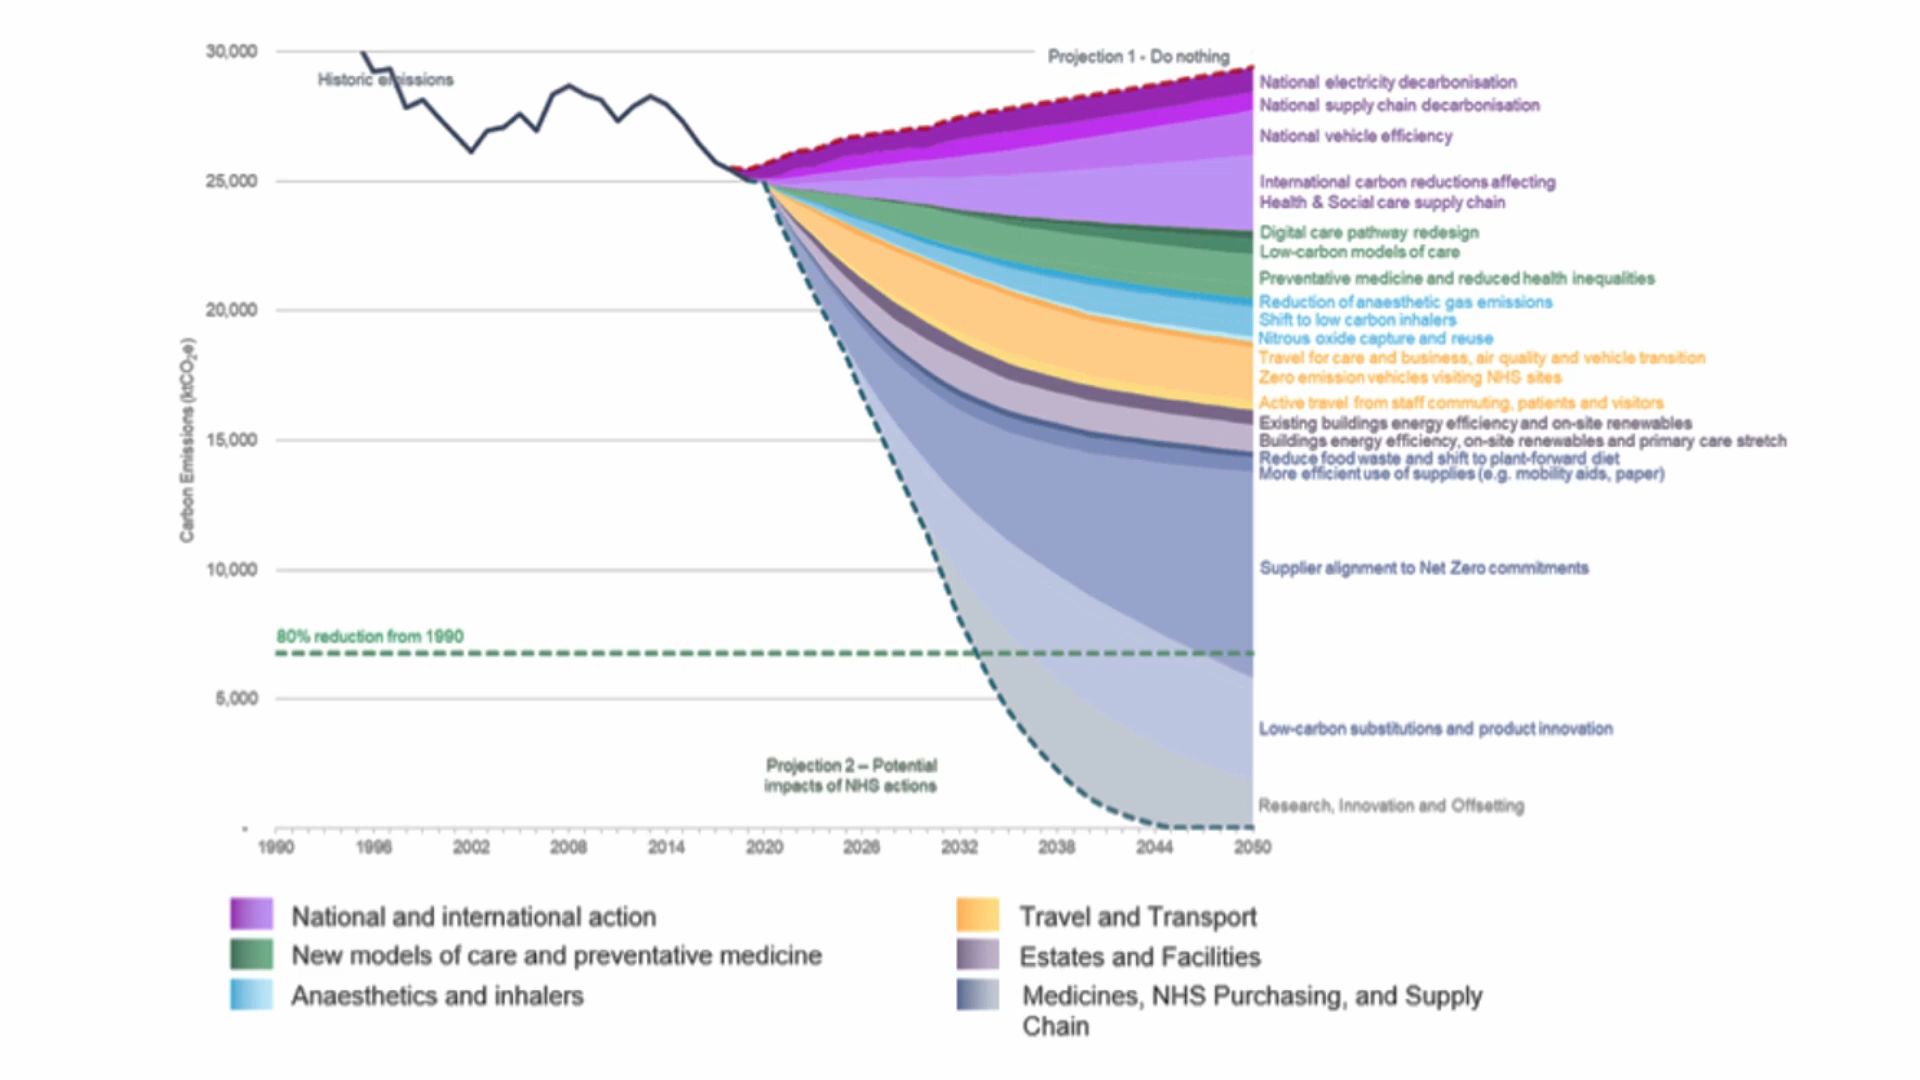 30,000
Projection 1 - Do nothing
Historic emissions
National electricity decarbonisation
National supply chain decarbonisation
National vehicle efficiency
25,000
International carbon reductions affecting
Health & Social care supply chain
Digital care pathway redesign
Low-carbon models of care
Preventative medicine and reduced health inequalities
Reduction of anaesthetic gas emissions
20,000
Shift to low carbon inhalers
Nitrous oxide capture and reuse
Travel for care and business, air quality and vehicle transition
Zero emission vehicles visiting NHS sites
Active travel from staff commuting, patients and visitors
Existing buildings energy efficiency and on-site renewables
15,000
Buildings energy efficiency, on-site renewables and primary care stretch
Reduce food waste and shift to plant-forward diet
More efficient use of supplies (e.g. mobility aids, paper)
Carbon Emissions (ktCO₂e)
10,000
Supplier alignment to Net Zero commitments
80% reduction from 1990
5,000
Low-carbon substitutions and product innovation
Projection 2 – Potential
impacts of NHS actions
Research, Innovation and Offsetting
-
1990 1996 2002 2008 2014 2020 2026 2032 2038 2044 2050
National and international action
New models of care and preventative medicine
Anaesthetics and inhalers
Travel and Transport
Estates and Facilities
Medicines, NHS Purchasing, and Supply
Chain